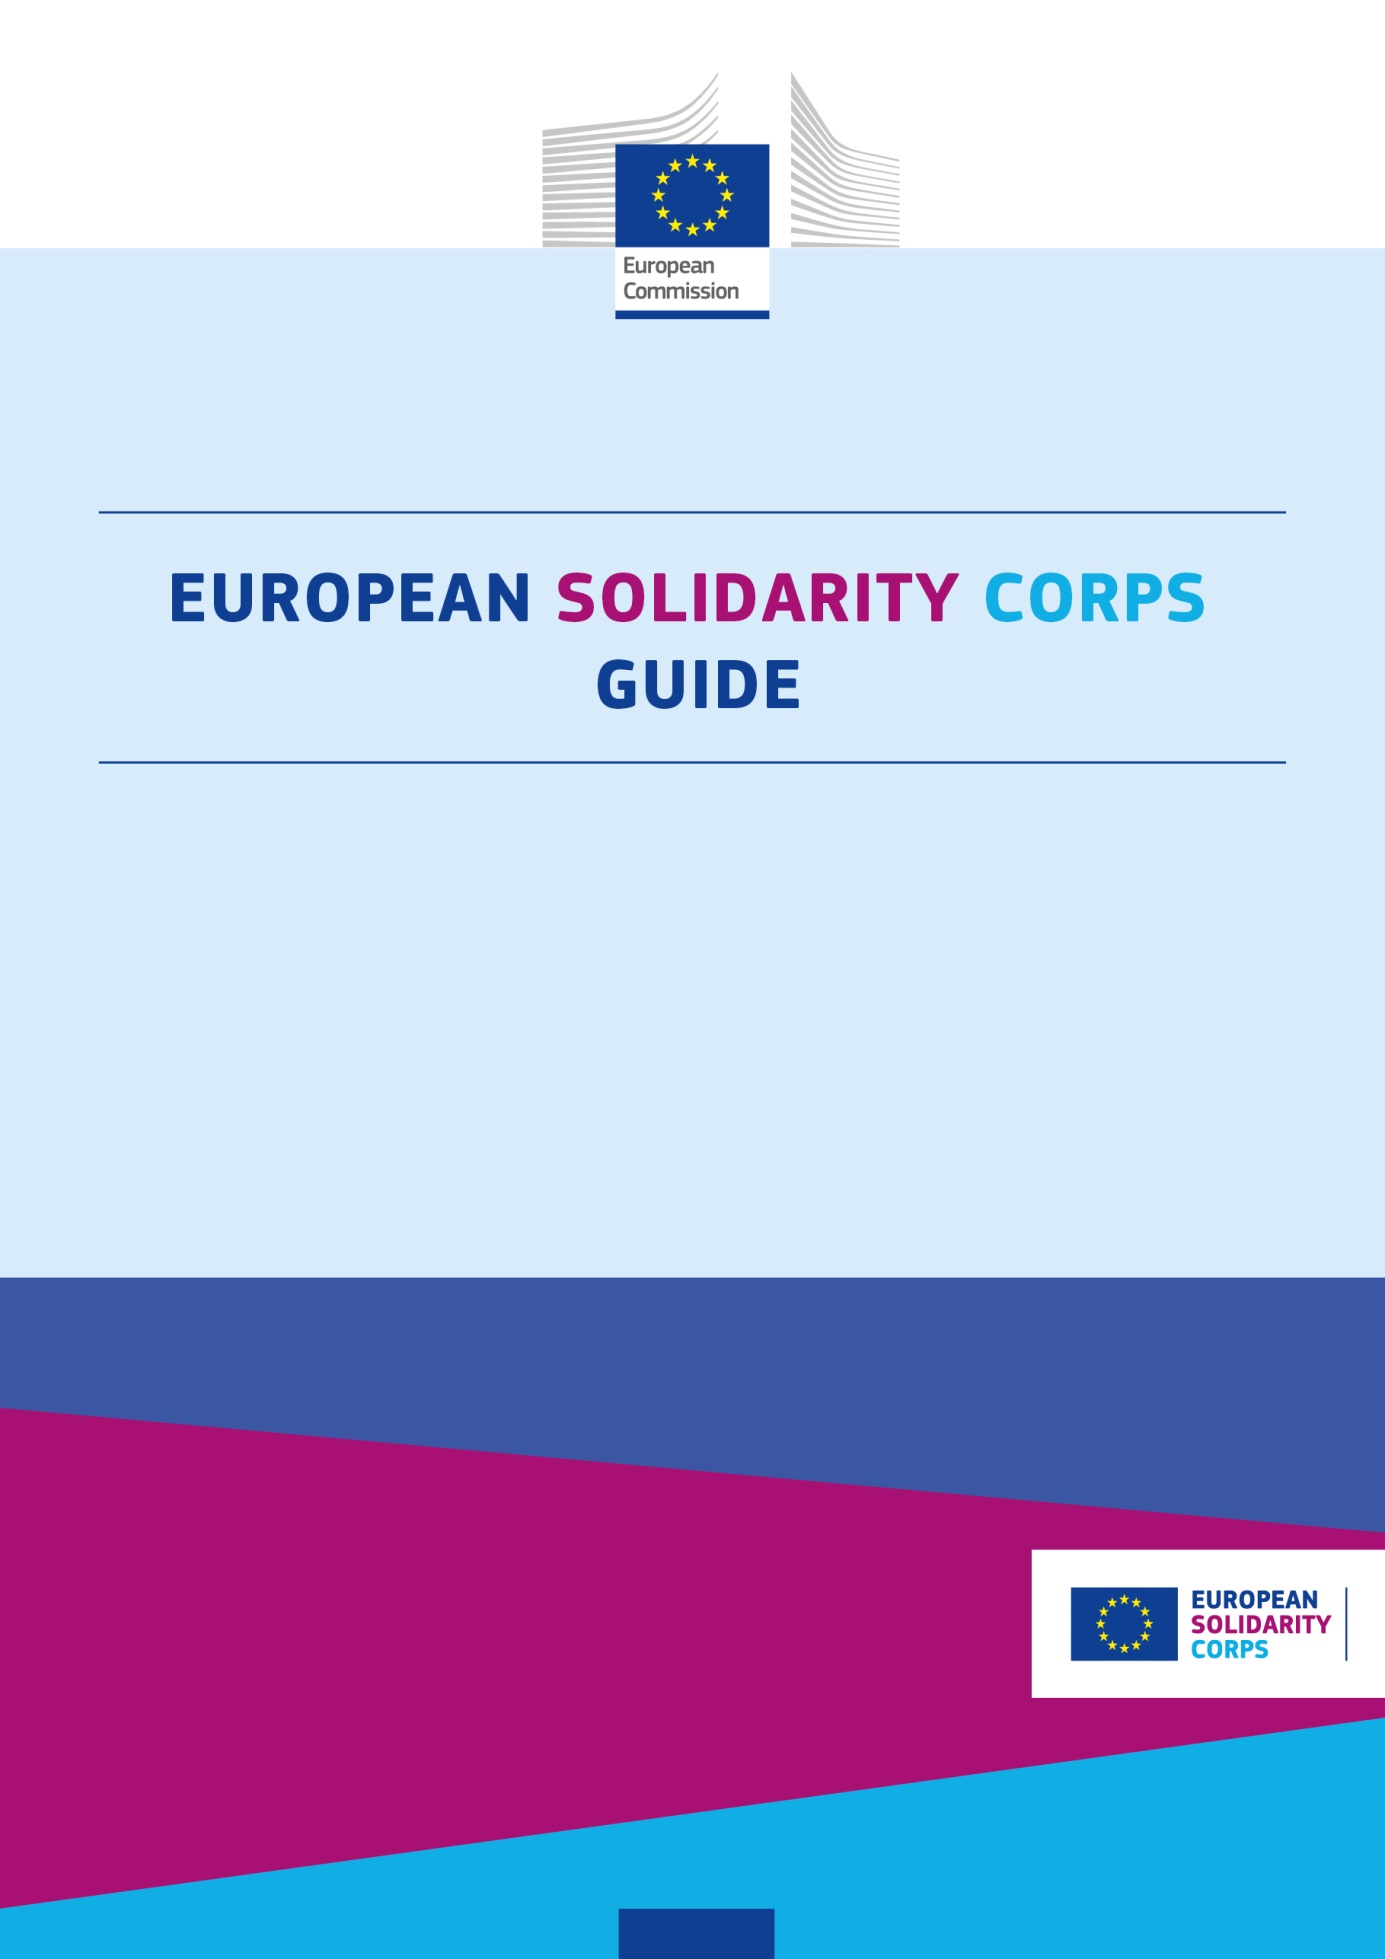 European
Commission
EUROPEAN SOLIDARITY CORPS
GUIDE
EUROPEAN
SOLIDARITY
CORPS